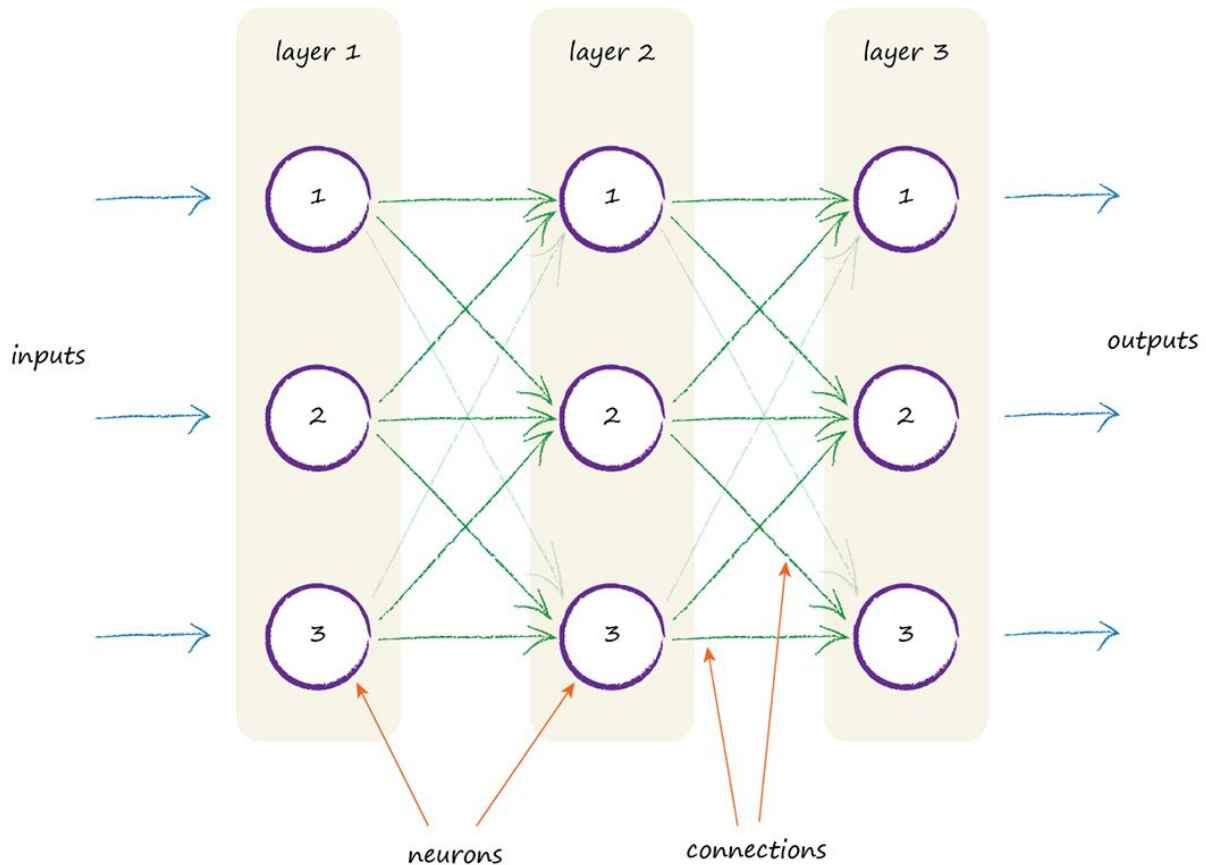 layer 1
layer 2
layer 3
1
1
1
inputs
outputs
2
2
2
3
3
3
neurons
connections